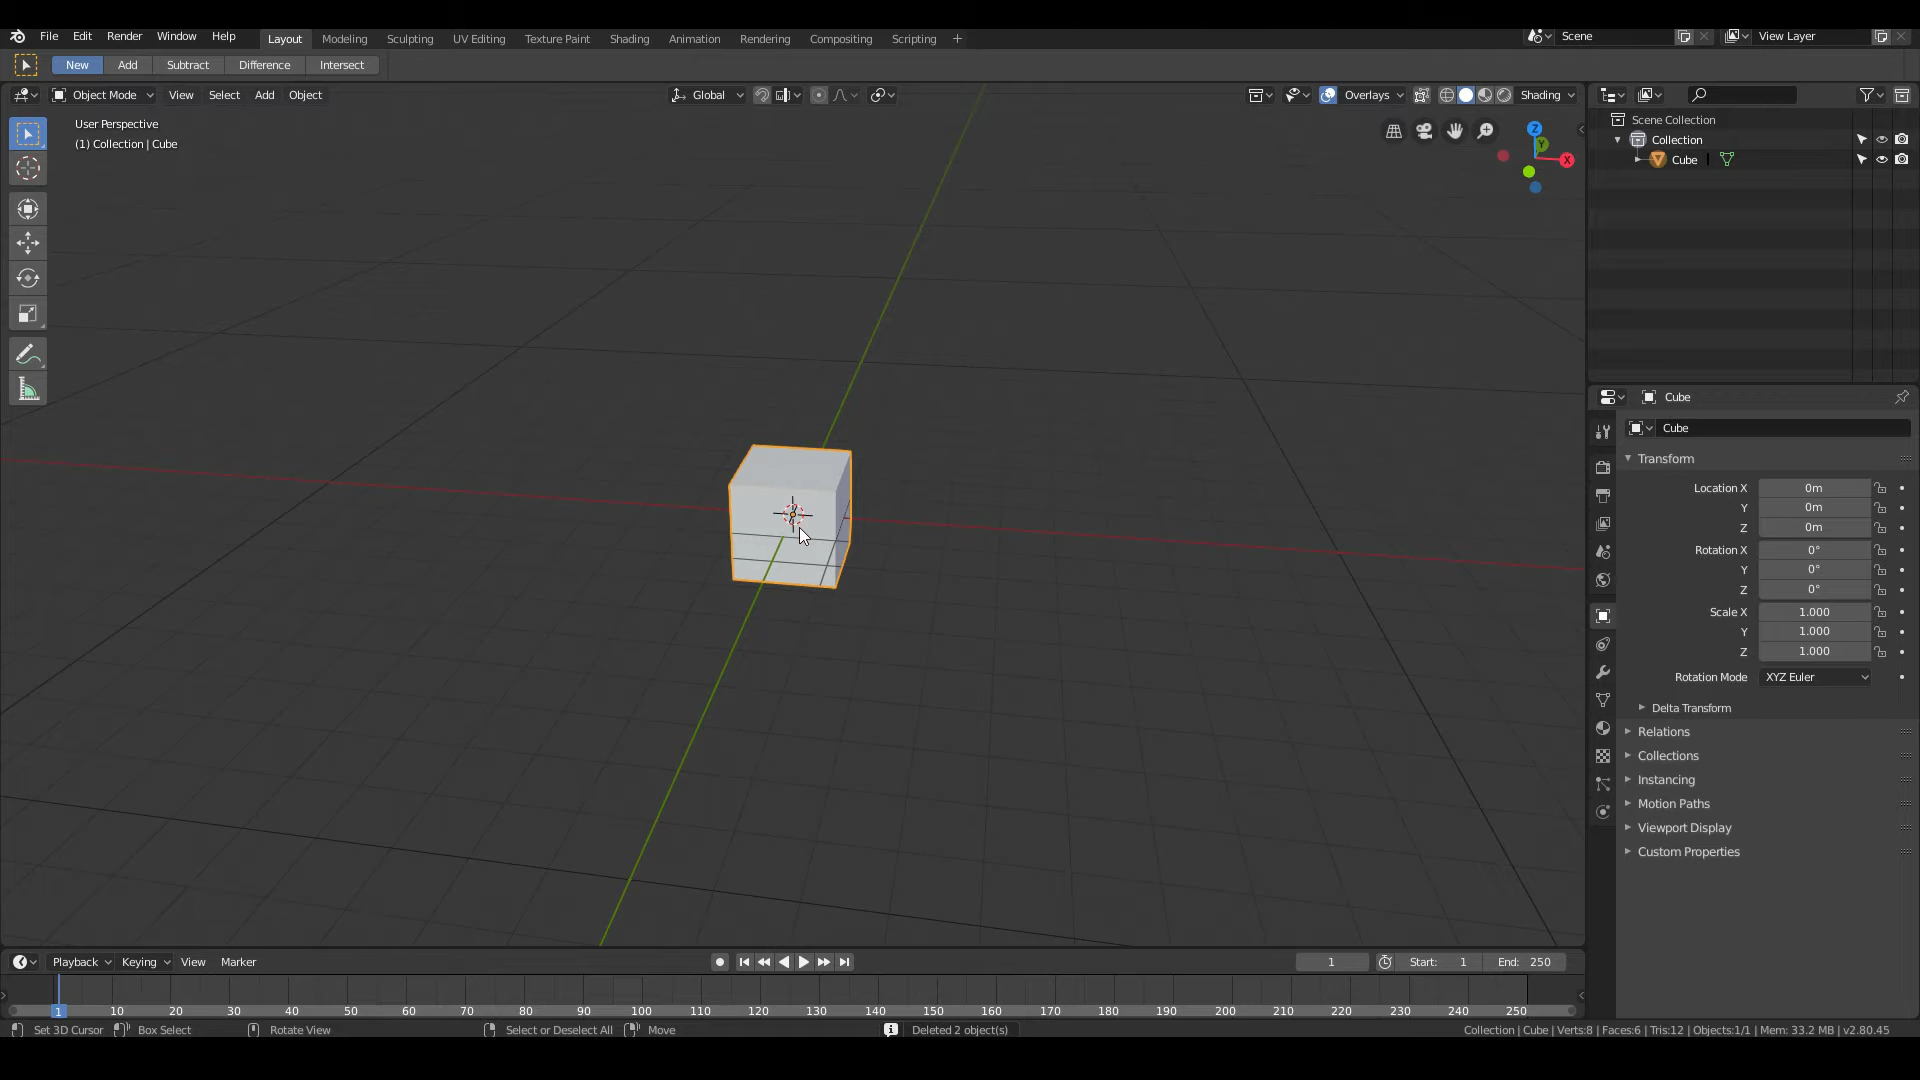 File Edit Render Window Help Layout Modeling Sculpting UV Editing Texture Paint Shading Animation Rendering Compositing Scripting + Scene View Layer
New Add Subtract Difference Intersect
Object Mode View Select Add Object Global Overlays Shading
User Perspective
(1) Collection | Cube
Z
Y
X
Scene Collection
Collection
Cube
Cube
Cube
Transform
Location X 0m
Y 0m
Z 0m
Rotation X 0°
Y 0°
Z 0°
Scale X 1.000
Y 1.000
Z 1.000
Rotation Mode XYZ Euler
Delta Transform
Relations
Collections
Instancing
Motion Paths
Viewport Display
Custom Properties
Playback Keying View Marker 1 Start: 1 End: 250
1 10 20 30 40 50 60 70 80 90 100 110 120 130 140 150 160 170 180 190 200 210 220 230 240 250
Set 3D Cursor Box Select Rotate View Select or Deselect All Move Deleted 2 object(s) Collection | Cube | Verts:8 | Faces:6 | Tris:12 | Objects:1/1 | Mem: 33.2 MB | v2.80.45